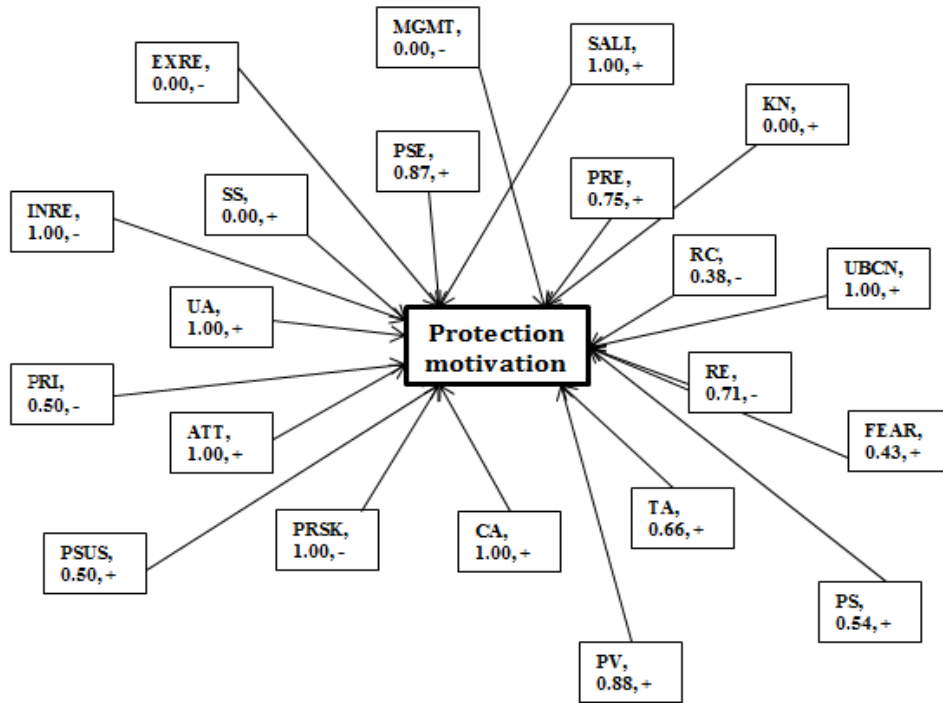 MGMT,
0.00, -
SALI,
1.00, +
EXRE,
0.00, -
KN,
0.00, +
PSE,
0.87, +
PRE,
0.75, +
SS,
0.00, +
INRE,
1.00, -
RC,
0.38, -
UBCN,
1.00, +
UA,
1.00, +
Protection
motivation
PRI,
0.50, -
RE,
0.71, -
ATT,
1.00, +
FEAR,
0.43, +
TA,
0.66, +
PRSK,
1.00, -
CA,
1.00, +
PSUS,
0.50, +
PS,
0.54, +
PV,
0.88, +